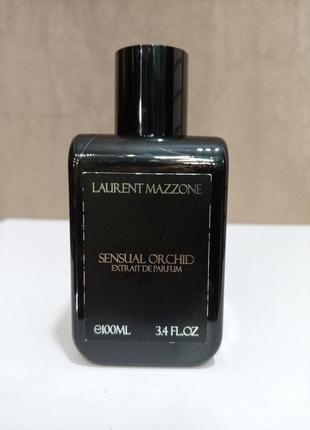 LAURENT MAZZONE
SENSUAL ORCHID
EXTRAIT DE PARFUM
℮100ML 3.4 FL.OZ